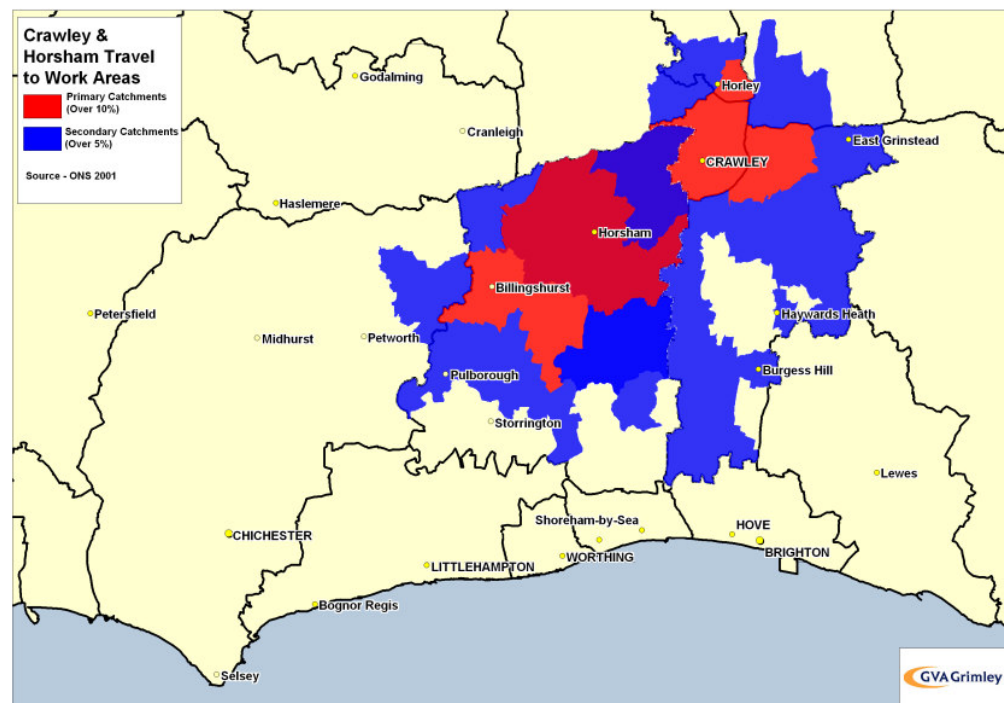 Crawley &
Horsham Travel
to Work Areas
Primary Catchments
(Over 10%)
Secondary Catchments
(Over 5%)
Source - ONS 2001
Godalming
Horley
Cranleigh
East Grinstead
CRAWLEY
Haslemere
Horsham
Billingshurst
Petersfield
Haywards Heath
Midhurst
Petworth
Burgess Hill
Pulborough
Storrington
Lewes
Shoreham-by-Sea
HOVE
CHICHESTER
WORTHING
BRIGHTON
LITTLEHAMPTON
Bognor Regis
Selsey
GVA Grimley